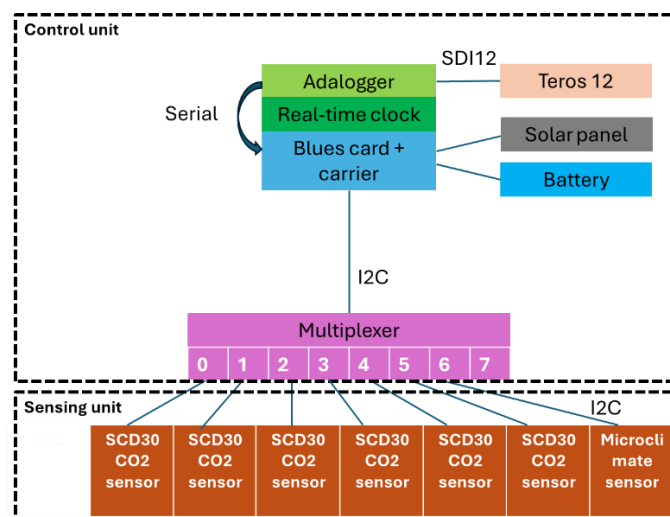 Control unit
SDI12
Adalogger
Teros 12
Serial
Real-time clock
Solar panel
Blues card +
carrier
Battery
I2C
Multiplexer
0 1 2 3 4 5 6 7
Sensing unit
I2C
SCD30 SCD30 SCD30 SCD30 SCD30 SCD30 Microcli
CO2 CO2 CO2 CO2 CO2 CO2 mate
sensor sensor sensor sensor sensor sensor sensor